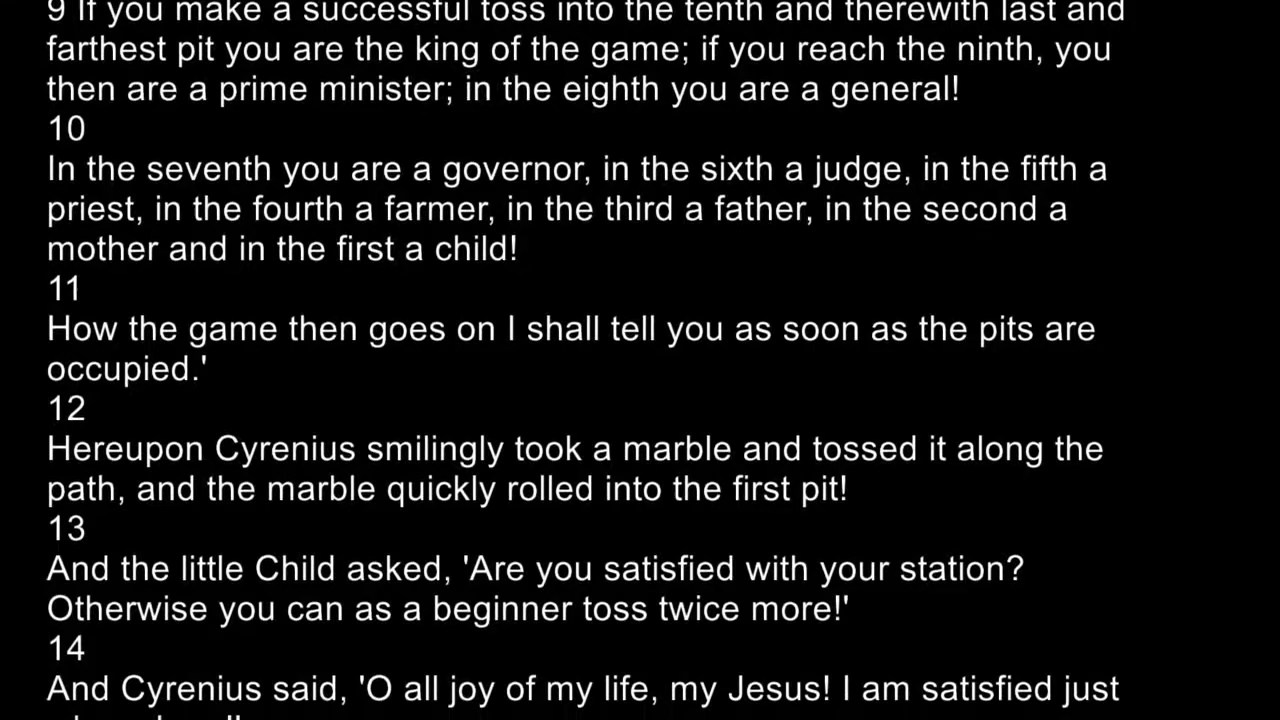 9 If you make a successful toss into the tenth and therewith last and
farthest pit you are the king of the game; if you reach the ninth, you
then are a prime minister; in the eighth you are a general!
10
In the seventh you are a governor, in the sixth a judge, in the fifth a
priest, in the fourth a farmer, in the third a father, in the second a
mother and in the first a child!
11
How the game then goes on I shall tell you as soon as the pits are
occupied.'
12
Hereupon Cyrenius smilingly took a marble and tossed it along the
path, and the marble quickly rolled into the first pit!
13
And the little Child asked, 'Are you satisfied with your station?
Otherwise you can as a beginner toss twice more!'
14
And Cyrenius said, 'O all joy of my life, my Jesus! I am satisfied just